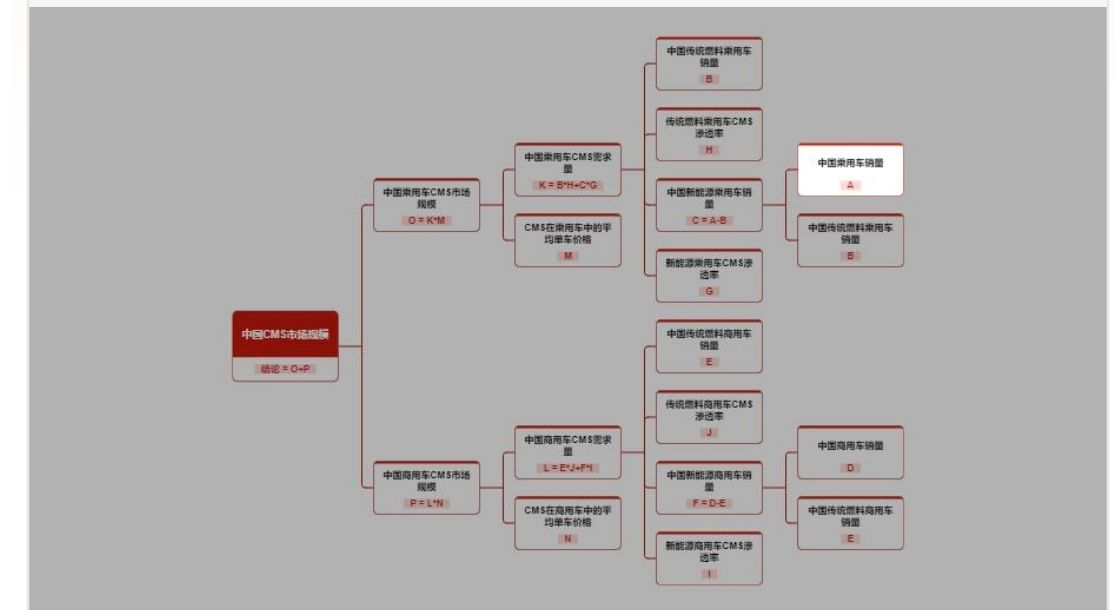 中国CMS市场规模
结论 = O+P
中国乘用车CMS市场
规模
O = K*M
中国乘用车CMS需求
量
K = B*H+C*G
中国传统燃料乘用车
销量
B
传统燃料乘用车CMS
渗透率
H
中国新能源乘用车销
量
C = A-B
中国乘用车销量
A
中国传统燃料乘用车
销量
B
新能源乘用车CMS渗
透率
G
CMS在乘用车中的平
均单车价格
M
中国商用车CMS市场
规模
P = L*N
中国商用车CMS需求
量
L = E*J+F*I
中国传统燃料商用车
销量
E
传统燃料商用车CMS
渗透率
J
中国新能源商用车销
量
F = D-E
中国商用车销量
D
中国传统燃料商用车
销量
E
新能源商用车CMS渗
透率
I
CMS在商用车中的平
均单车价格
N